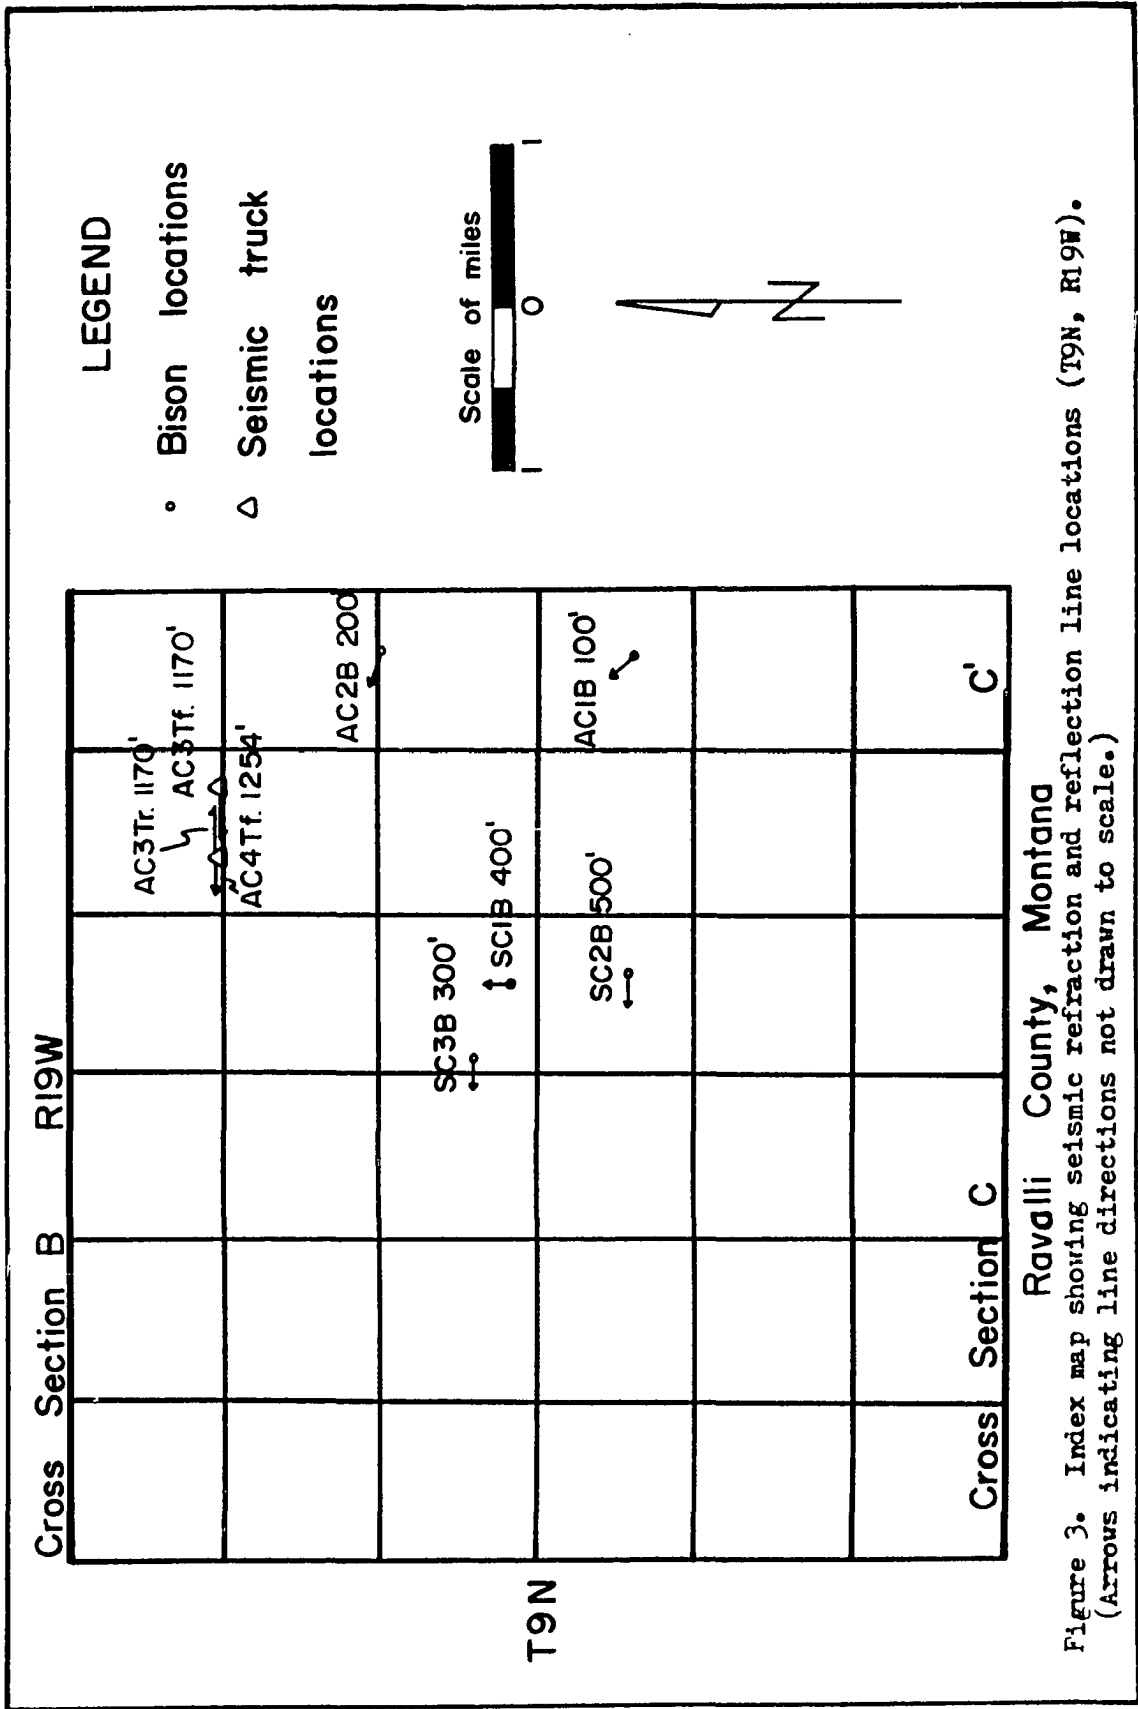 Cross Section B R19W
AC3Tr. 1170'
AC3Tf. 1170'
AC4Tf. 1254'
AC2B 200'
SC3B 300'
SC1B 400'
SC2B 500'
AC1B 100'
T9N
Cross Section C
C'
Ravalli County, Montana
LEGEND
Bison locations
Seismic truck
locations
Scale of miles
1 0 1
N
Figure 3. Index map showing seismic refraction and reflection line locations (T9N, R19W).
(Arrows indicating line directions not drawn to scale.)